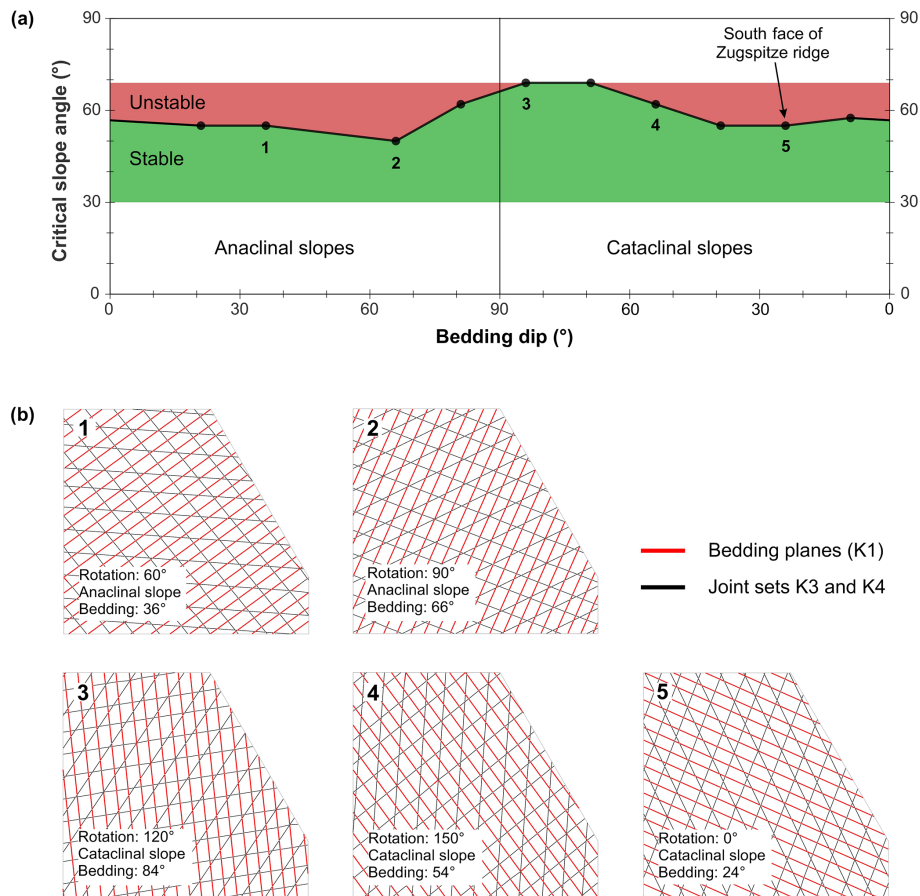 (a)
90
60
30
0
Critical slope angle (°)
90
60
30
0
South face of
Zugspitze ridge
Unstable
Stable
1
2
3
4
5
Anaclinal slopes
Cataclinal slopes
0
30
60
90
60
30
0
Bedding dip (°)
(b)
1
Rotation: 60°
Anaclinal slope
Bedding: 36°
2
Rotation: 90°
Anaclinal slope
Bedding: 66°
Bedding planes (K1)
Joint sets K3 and K4
3
Rotation: 120°
Cataclinal slope
Bedding: 84°
4
Rotation: 150°
Cataclinal slope
Bedding: 54°
5
Rotation: 0°
Cataclinal slope
Bedding: 24°